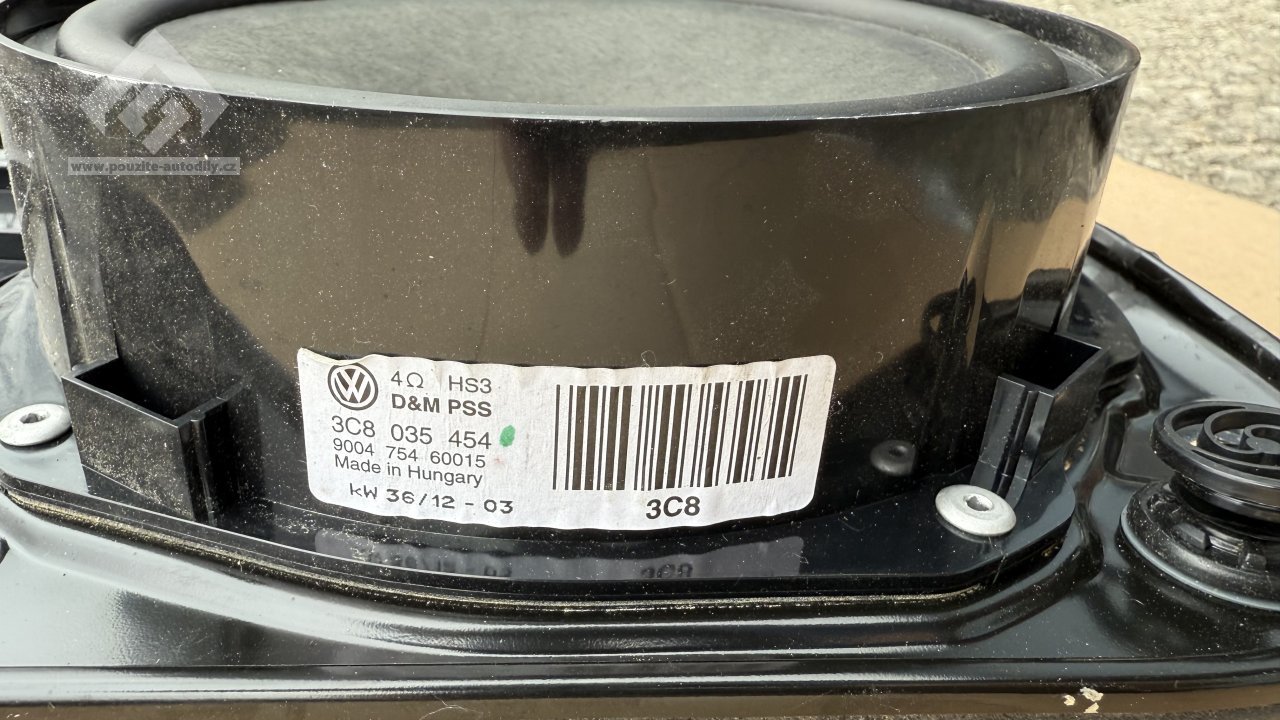 www.pouzite-autodily.cz
4Ω HS3
D&M PSS
3C8 035 454
9004 754 60015
Made in Hungary
kW 36/12 - 03
3C8